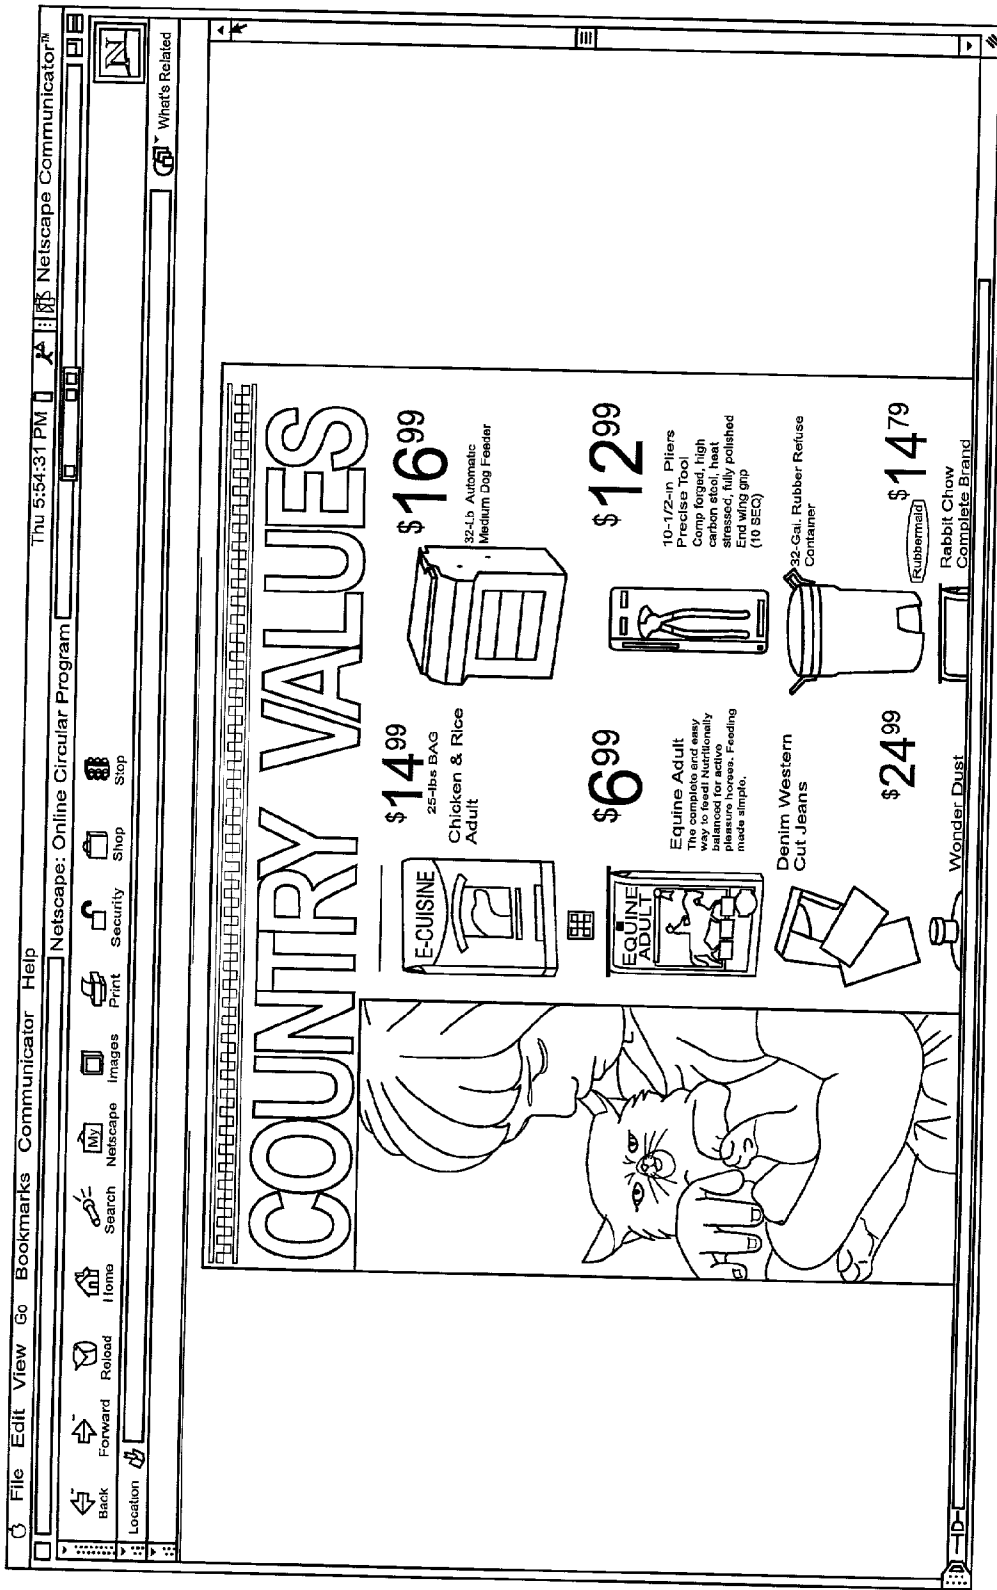 File Edit View Go Bookmarks Communicator Help
Thu 5:54:31 PM
Netscape Communicator™
Netscape: Online Circular Program
Back
Forward
Reload
Home
Search
My
Netscape
Images
Print
Security
Shop
Stop
N
Location
What's Related
COUNTRY VALUES
E-CUISINE
$14 99
25-lbs BAG
Chicken & Rice
Adult
$16 99
32-Lb Automatic
Medium Dog Feeder
EQUINE
ADULT
$6 99
Equine Adult
The complete and easy
way to feed! Nutritionally
balanced for active
pleasure horses. Feeding
made simple.
$12 99
10-1/2-in Pliers
Precise Tool
Comp forged, high
carbon stool, heat
stressed, fully polished
End wing gnp
(10 SEQ)
Denim Western
Cut Jeans
$24 99
32-Gal. Rubber Refuse
Container
Rubbermaid
$14 79
Wonder Dust
Rabbit Chow
Complete Brand